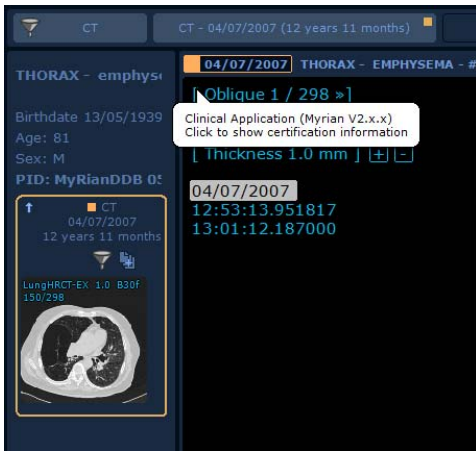 CT
CT - 04/07/2007 (12 years 11 months)
THORAX - emphyse
Birthdate 13/05/1939
Age: 81
Sex: M
PID: MyRianDDB 05
CT
04/07/2007
12 years 11 months
LungHRCT-EX 1.0 B30f
150/298
04/07/2007 THORAX - EMPHYSEMA - #
[ Oblique 1 / 298 »]
Clinical Application (Myrian V2.x.x)
Click to show certification information
[ Thickness 1.0 mm ] + -
04/07/2007
12:53:13.951817
13:01:12.187000